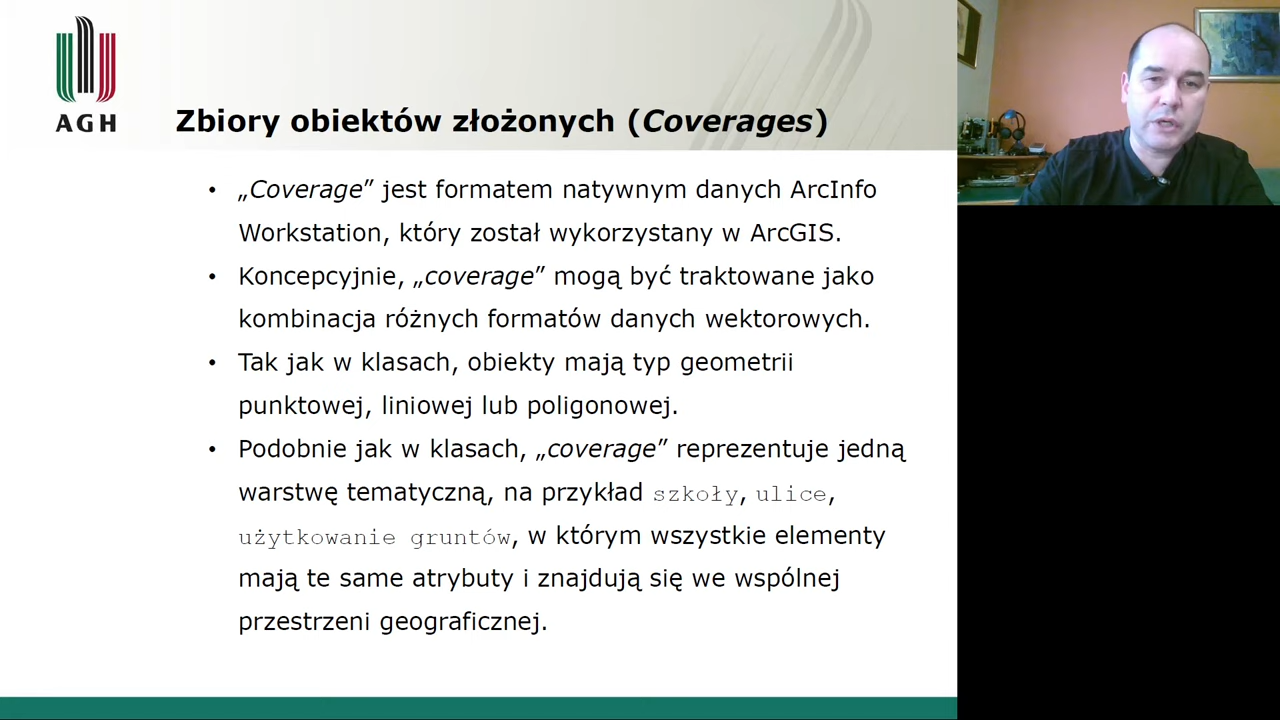 AGH
Zbiory obiektów złożonych (Coverages)
• „Coverage” jest formatem natywnym danych ArcInfo
Workstation, który został wykorzystany w ArcGIS.
• Koncepcyjnie, „coverage” mogą być traktowane jako
kombinacja różnych formatów danych wektorowych.
• Tak jak w klasach, obiekty mają typ geometrii
punktowej, liniowej lub poligonowej.
• Podobnie jak w klasach, „coverage” reprezentuje jedną
warstwę tematyczną, na przykład szkoły, ulice,
użytkowanie gruntów, w którym wszystkie elementy
mają te same atrybuty i znajdują się we wspólnej
przestrzeni geograficznej.